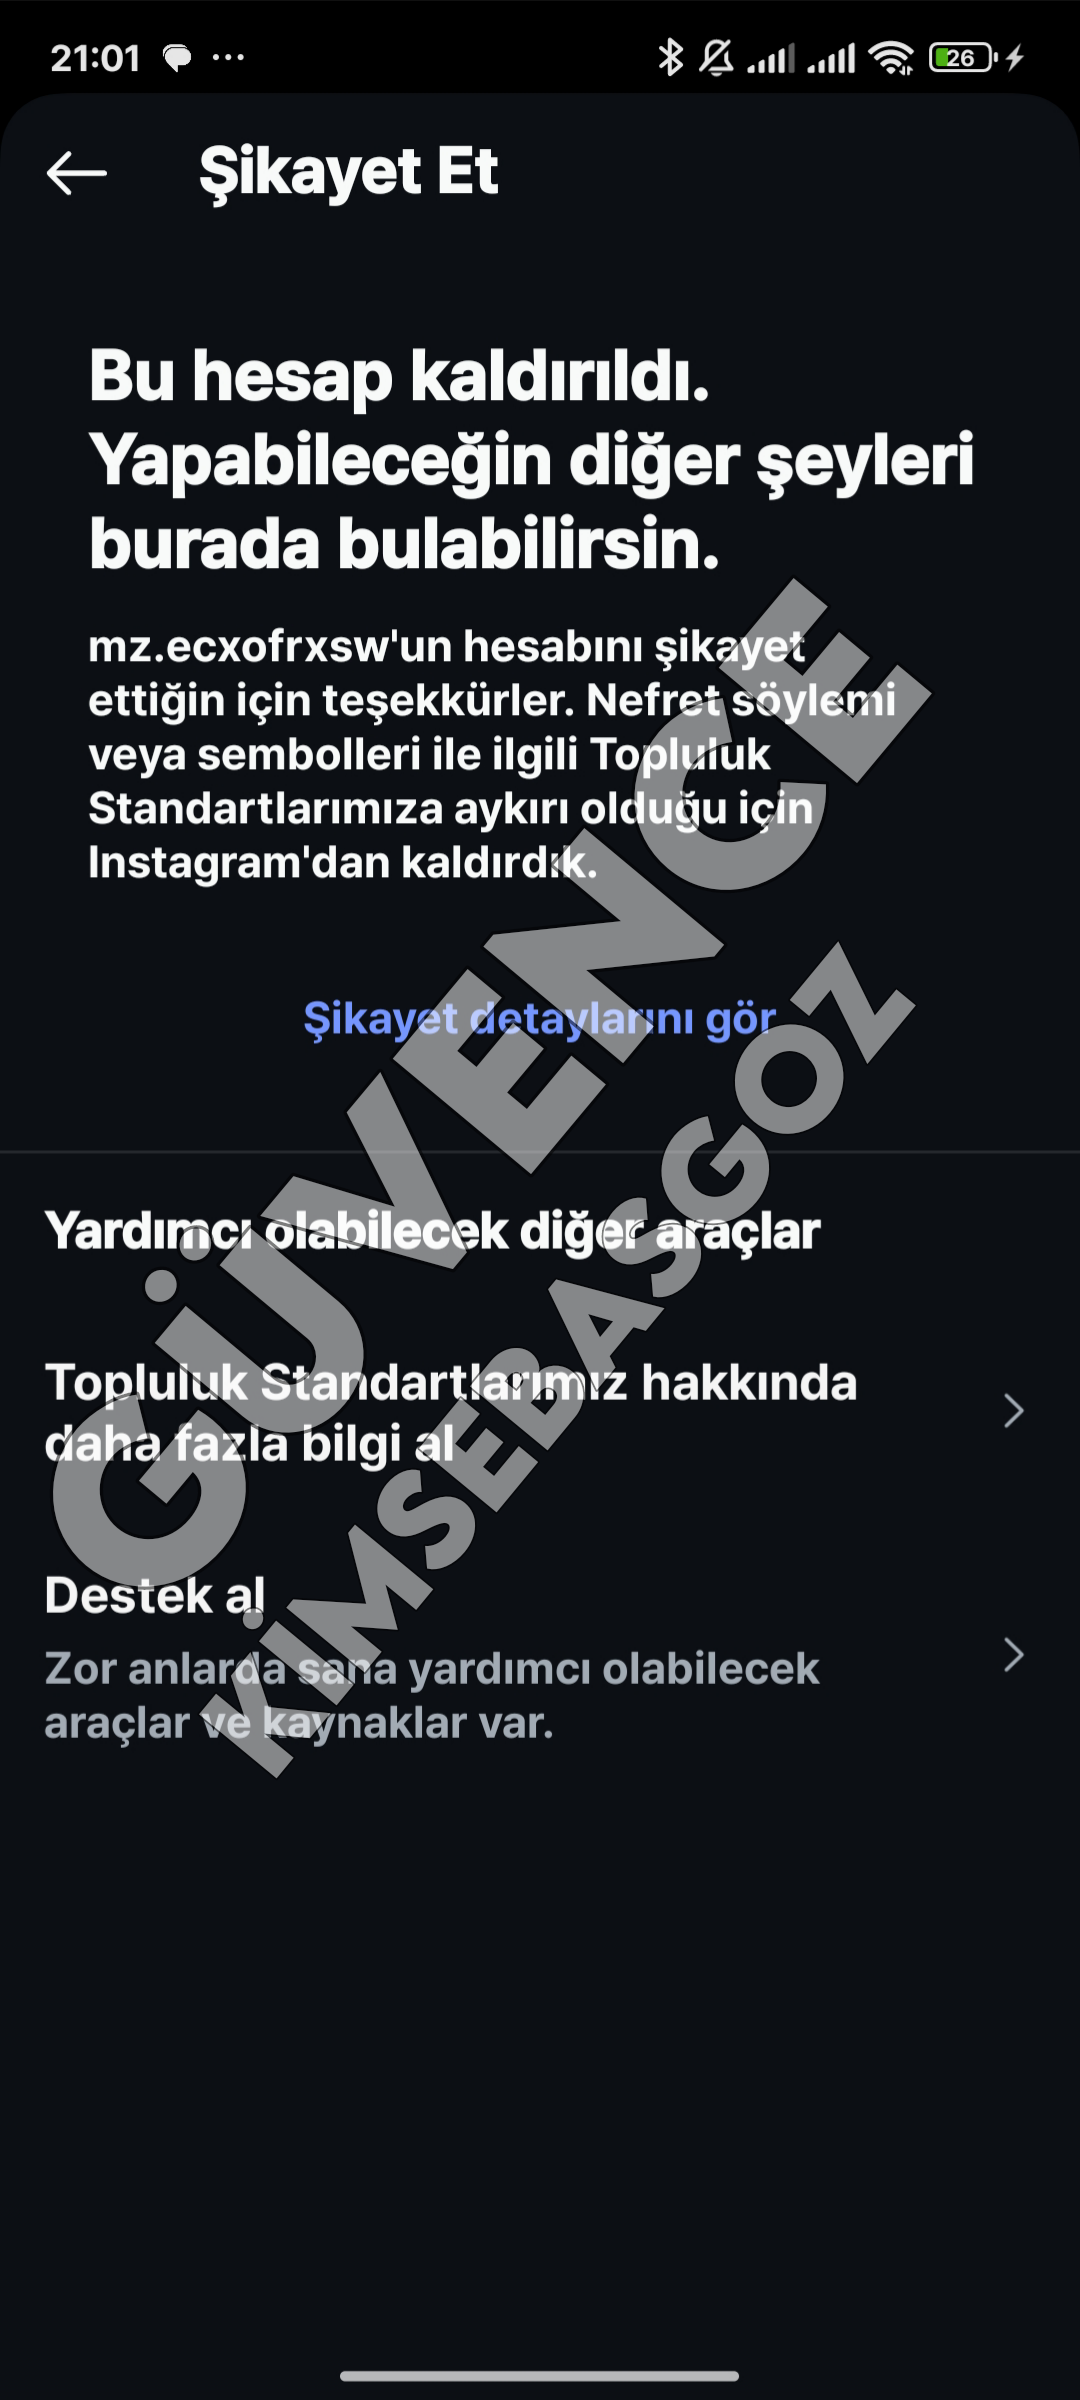 21:01
26
Şikayet Et
Bu hesap kaldırıldı.
Yapabileceğin diğer şeyleri
burada bulabilirsin.
mz.ecxofrxsw'un hesabını şikayet
ettiğin için teşekkürler. Nefret söylemi
veya sembolleri ile ilgili Topluluk
Standartlarımıza aykırı olduğu için
Instagram'dan kaldırdık.
Şikayet detaylarını gör
Yardımcı olabilecek diğer araçlar
Topluluk Standartlarımız hakkında
daha fazla bilgi al
Destek al
Zor anlarda sana yardımcı olabilecek
araçlar ve kaynaklar var.
GÜVENCE
KİMSEBASGOZ